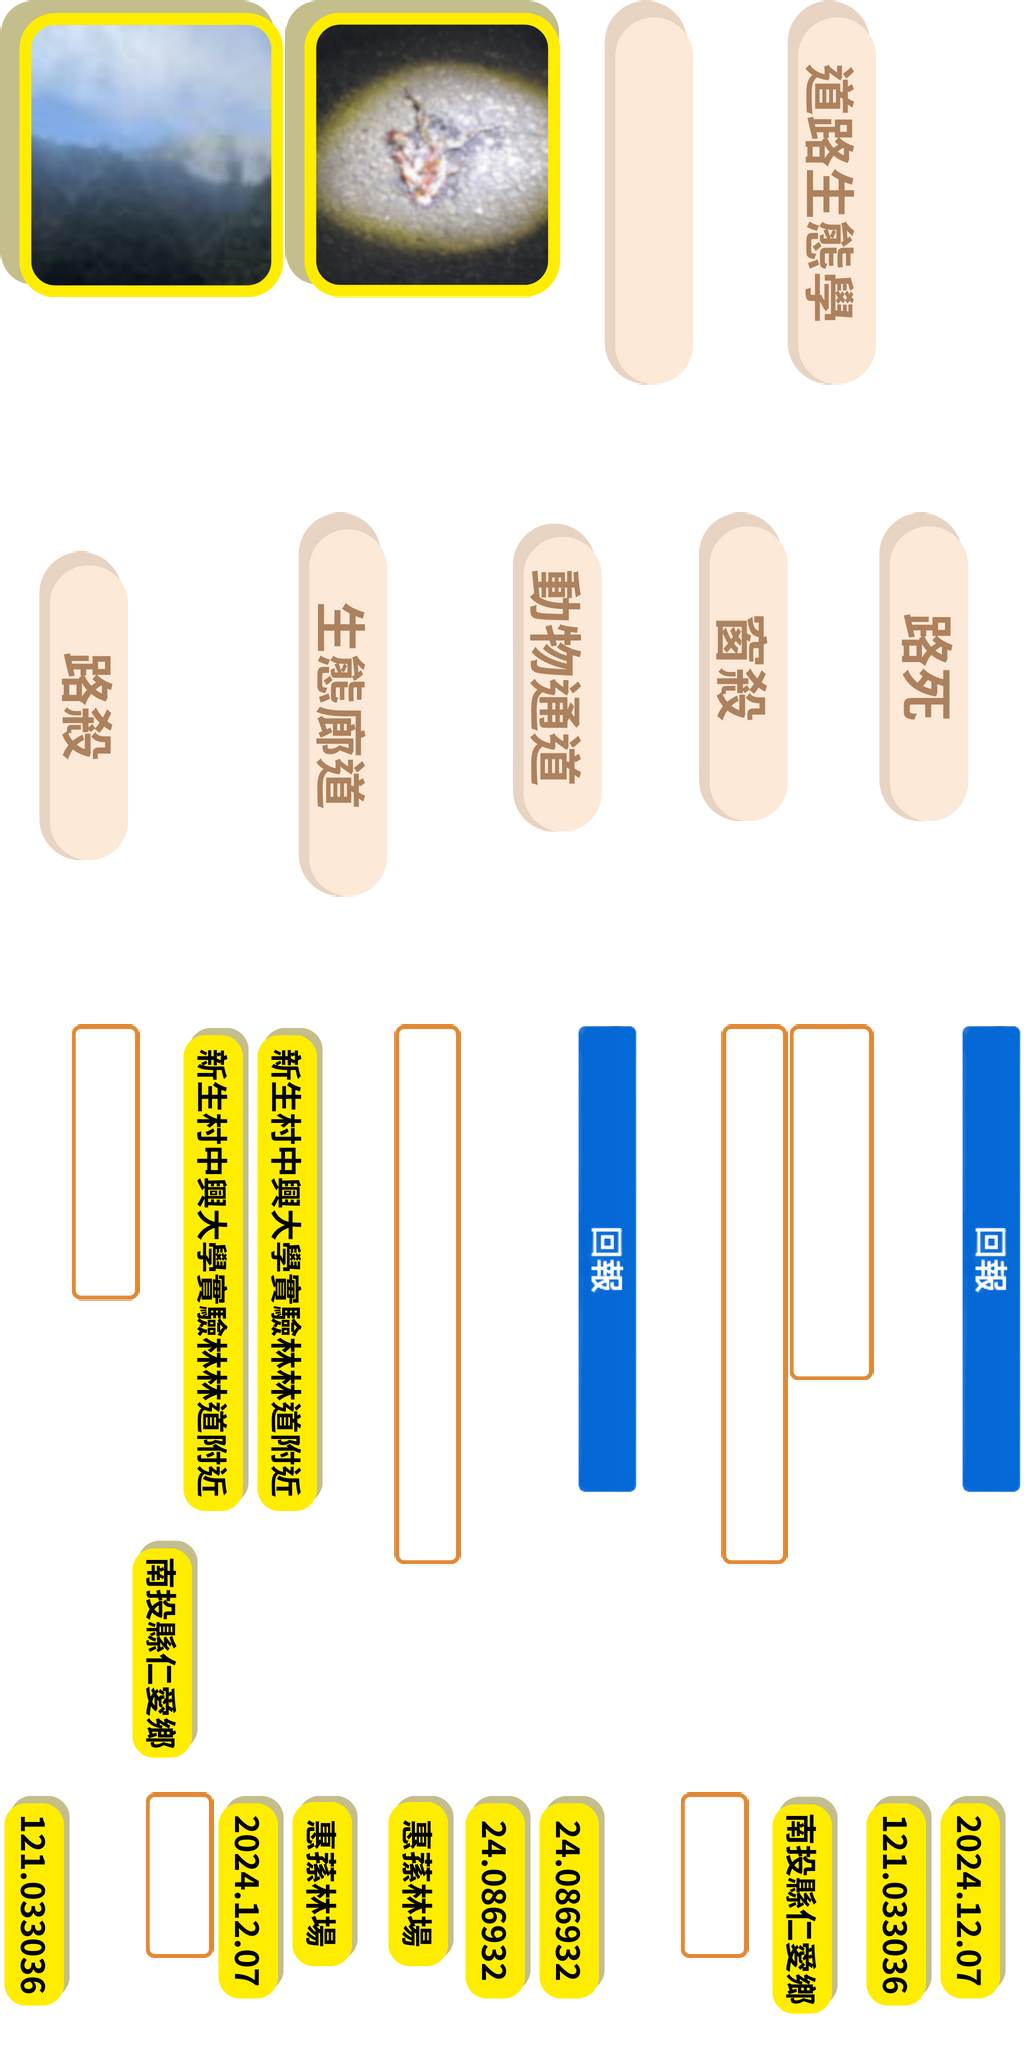 道路生態學
路死
窗殺
動物通道
生態廊道
路殺
回報
回報
新生村中興大學實驗林林道附近
新生村中興大學實驗林林道附近
南投縣仁愛鄉
2024.12.07
121.033036
南投縣仁愛鄉
24.086932
24.086932
惠蓀林場
惠蓀林場
2024.12.07
121.033036